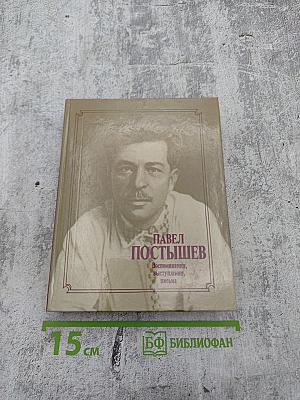 ПАВЕЛ
ПОСТЫШЕВ
Воспоминания,
выступления,
письма
15 см
БФ БИБЛИОФАН